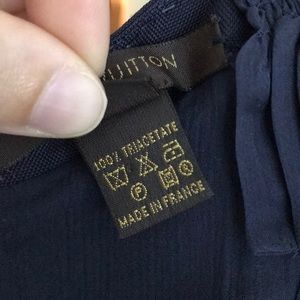 UITTON
100% TRIACETATE
P
MADE IN FRANCE